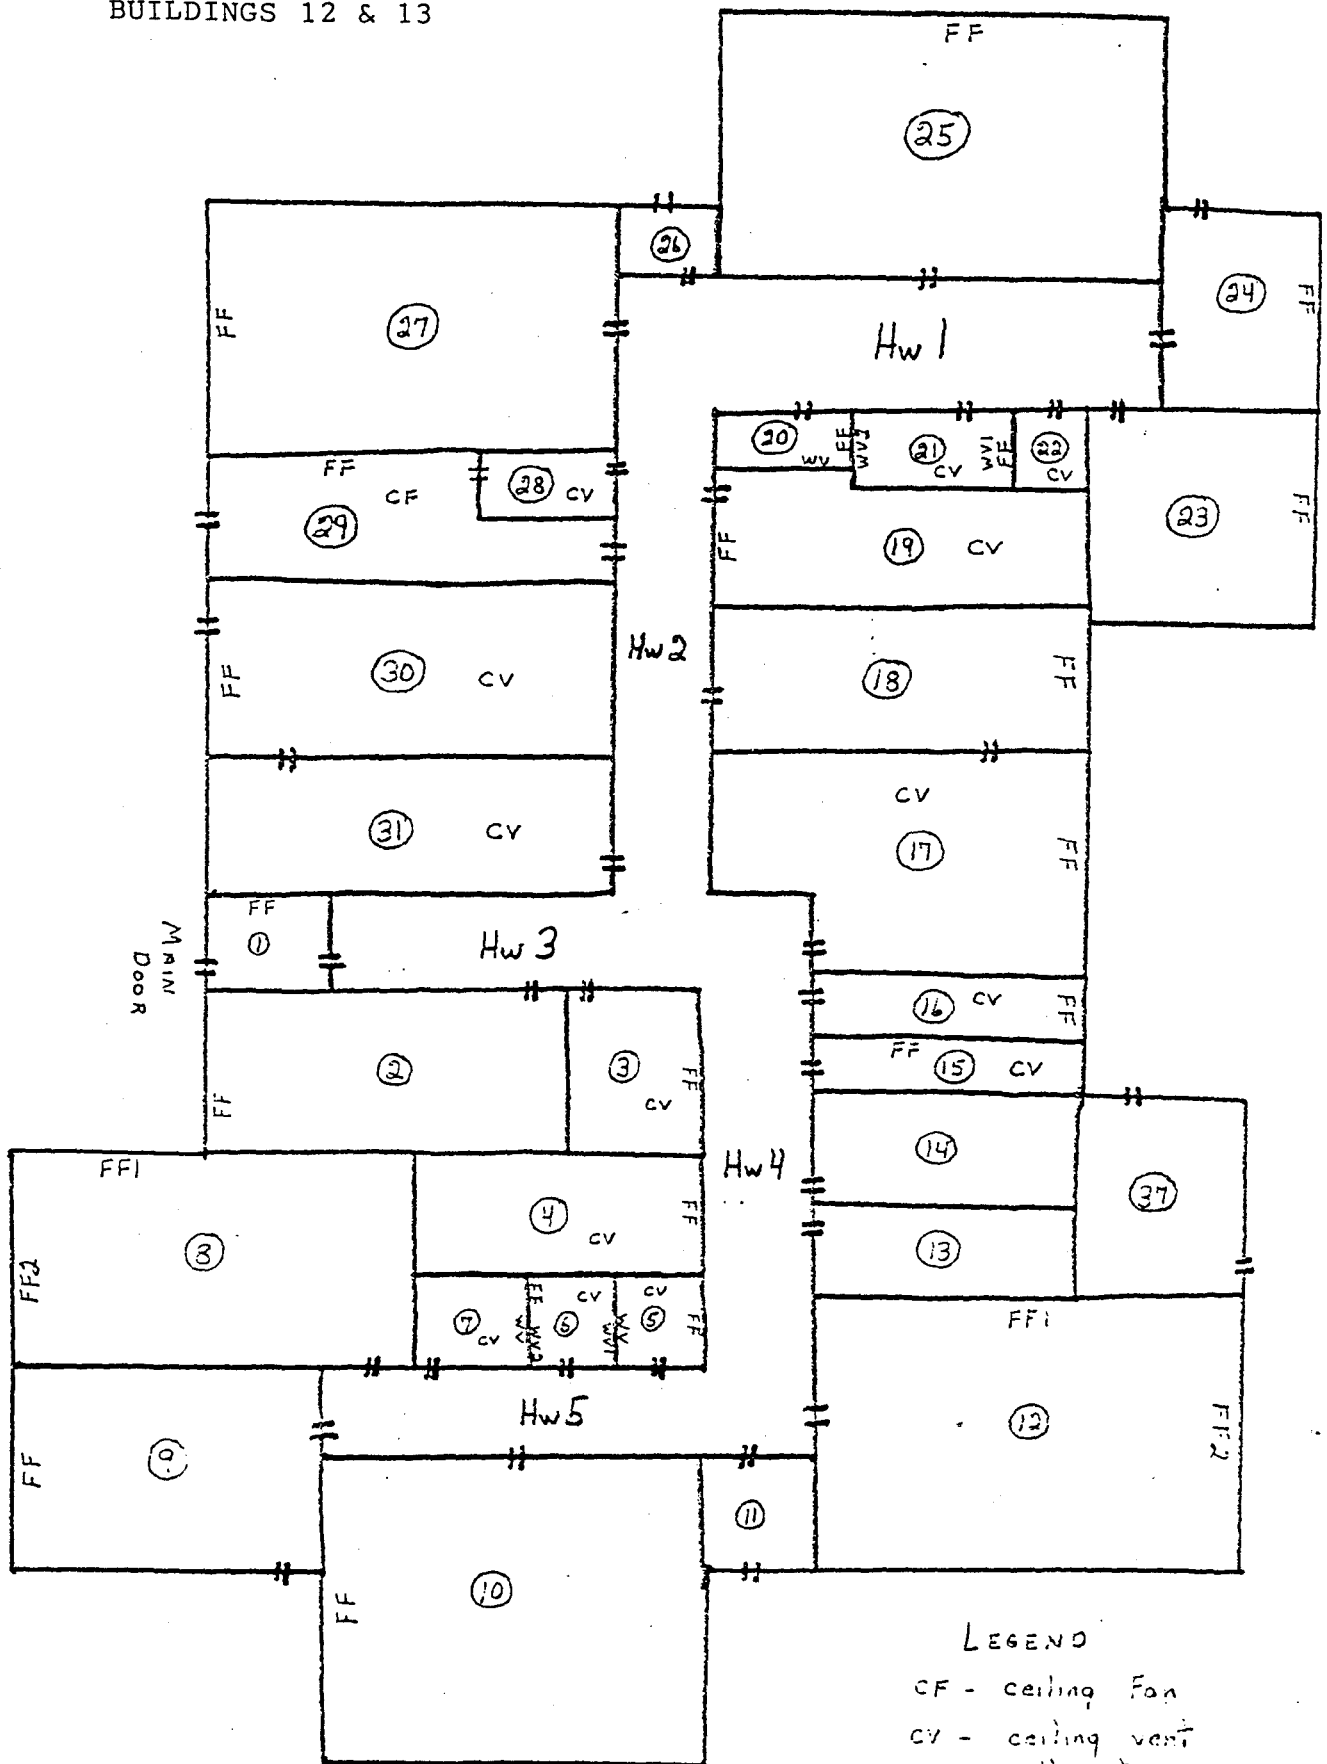 BUILDINGS 12 & 13
FF
25
26
24
FF
27
FF
Hw 1
20
WV
FF
WV2
21
CV
WV1
FF
22
CV
FF
CF
28
CV
29
23
FF
FF
19
CV
Hw 2
30
CV
FF
18
FF
CV
17
FF
31
CV
FF
1
MAIN
DOOR
Hw 3
16
CV
FF
FF
15
CV
2
FF
3
FF
CV
FF1
8
FF2
Hw 4
14
37
4
CV
FF
13
7
CV
FF
WV
WV2
CV
6
WV1
WV
CV
5
FF
FF1
Hw 5
12
FF2
9
FF
11
10
FF
LEGEND
CF - ceiling Fan
CV - ceiling vent